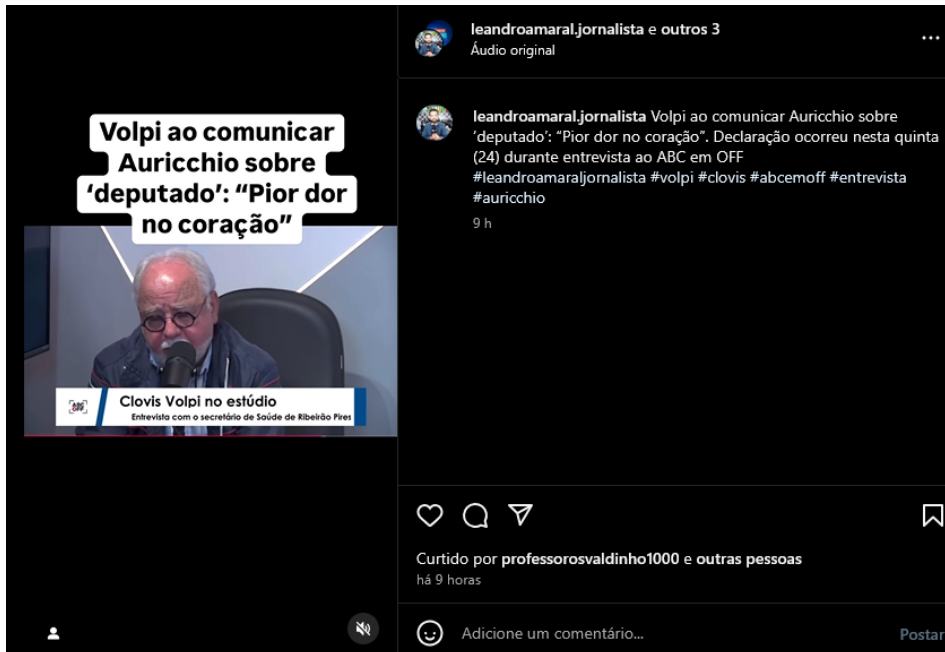 leandroamaral.jornalista e outros 3
Áudio original
Volpi ao comunicar
Auricchio sobre
'deputado': “Pior dor
no coração”
ABC
OFF
Clovis Volpi no estúdio
Entrevista com o secretário de Saúde de Ribeirão Pires
leandroamaral.jornalista Volpi ao comunicar Auricchio sobre
'deputado': “Pior dor no coração”. Declaração ocorreu nesta quinta
(24) durante entrevista ao ABC em OFF
#leandroamaraljornalista #volpi #clovis #abcemoff #entrevista
#auricchio
9 h
Curtido por professorosvaldinho1000 e outras pessoas
há 9 horas
Adicione um comentário...
Postar